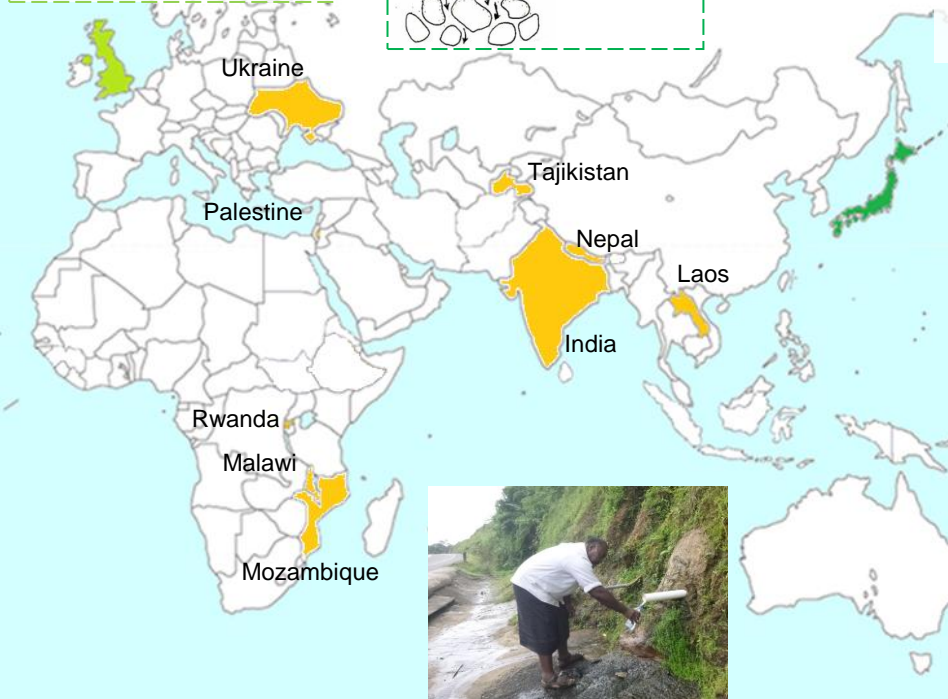 Ukraine
Tajikistan
Palestine
Nepal
Laos
India
Rwanda
Malawi
Mozambique